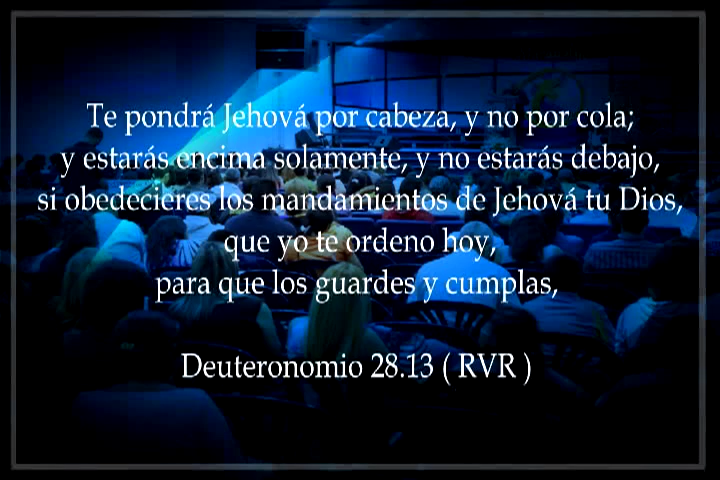 Te pondrá Jehová por cabeza, y no por cola;
y estarás encima solamente, y no estarás debajo,
si obedecieres los mandamientos de Jehová tu Dios,
que yo te ordeno hoy,
para que los guardes y cumplas,
Deuteronomio 28.13 ( RVR )